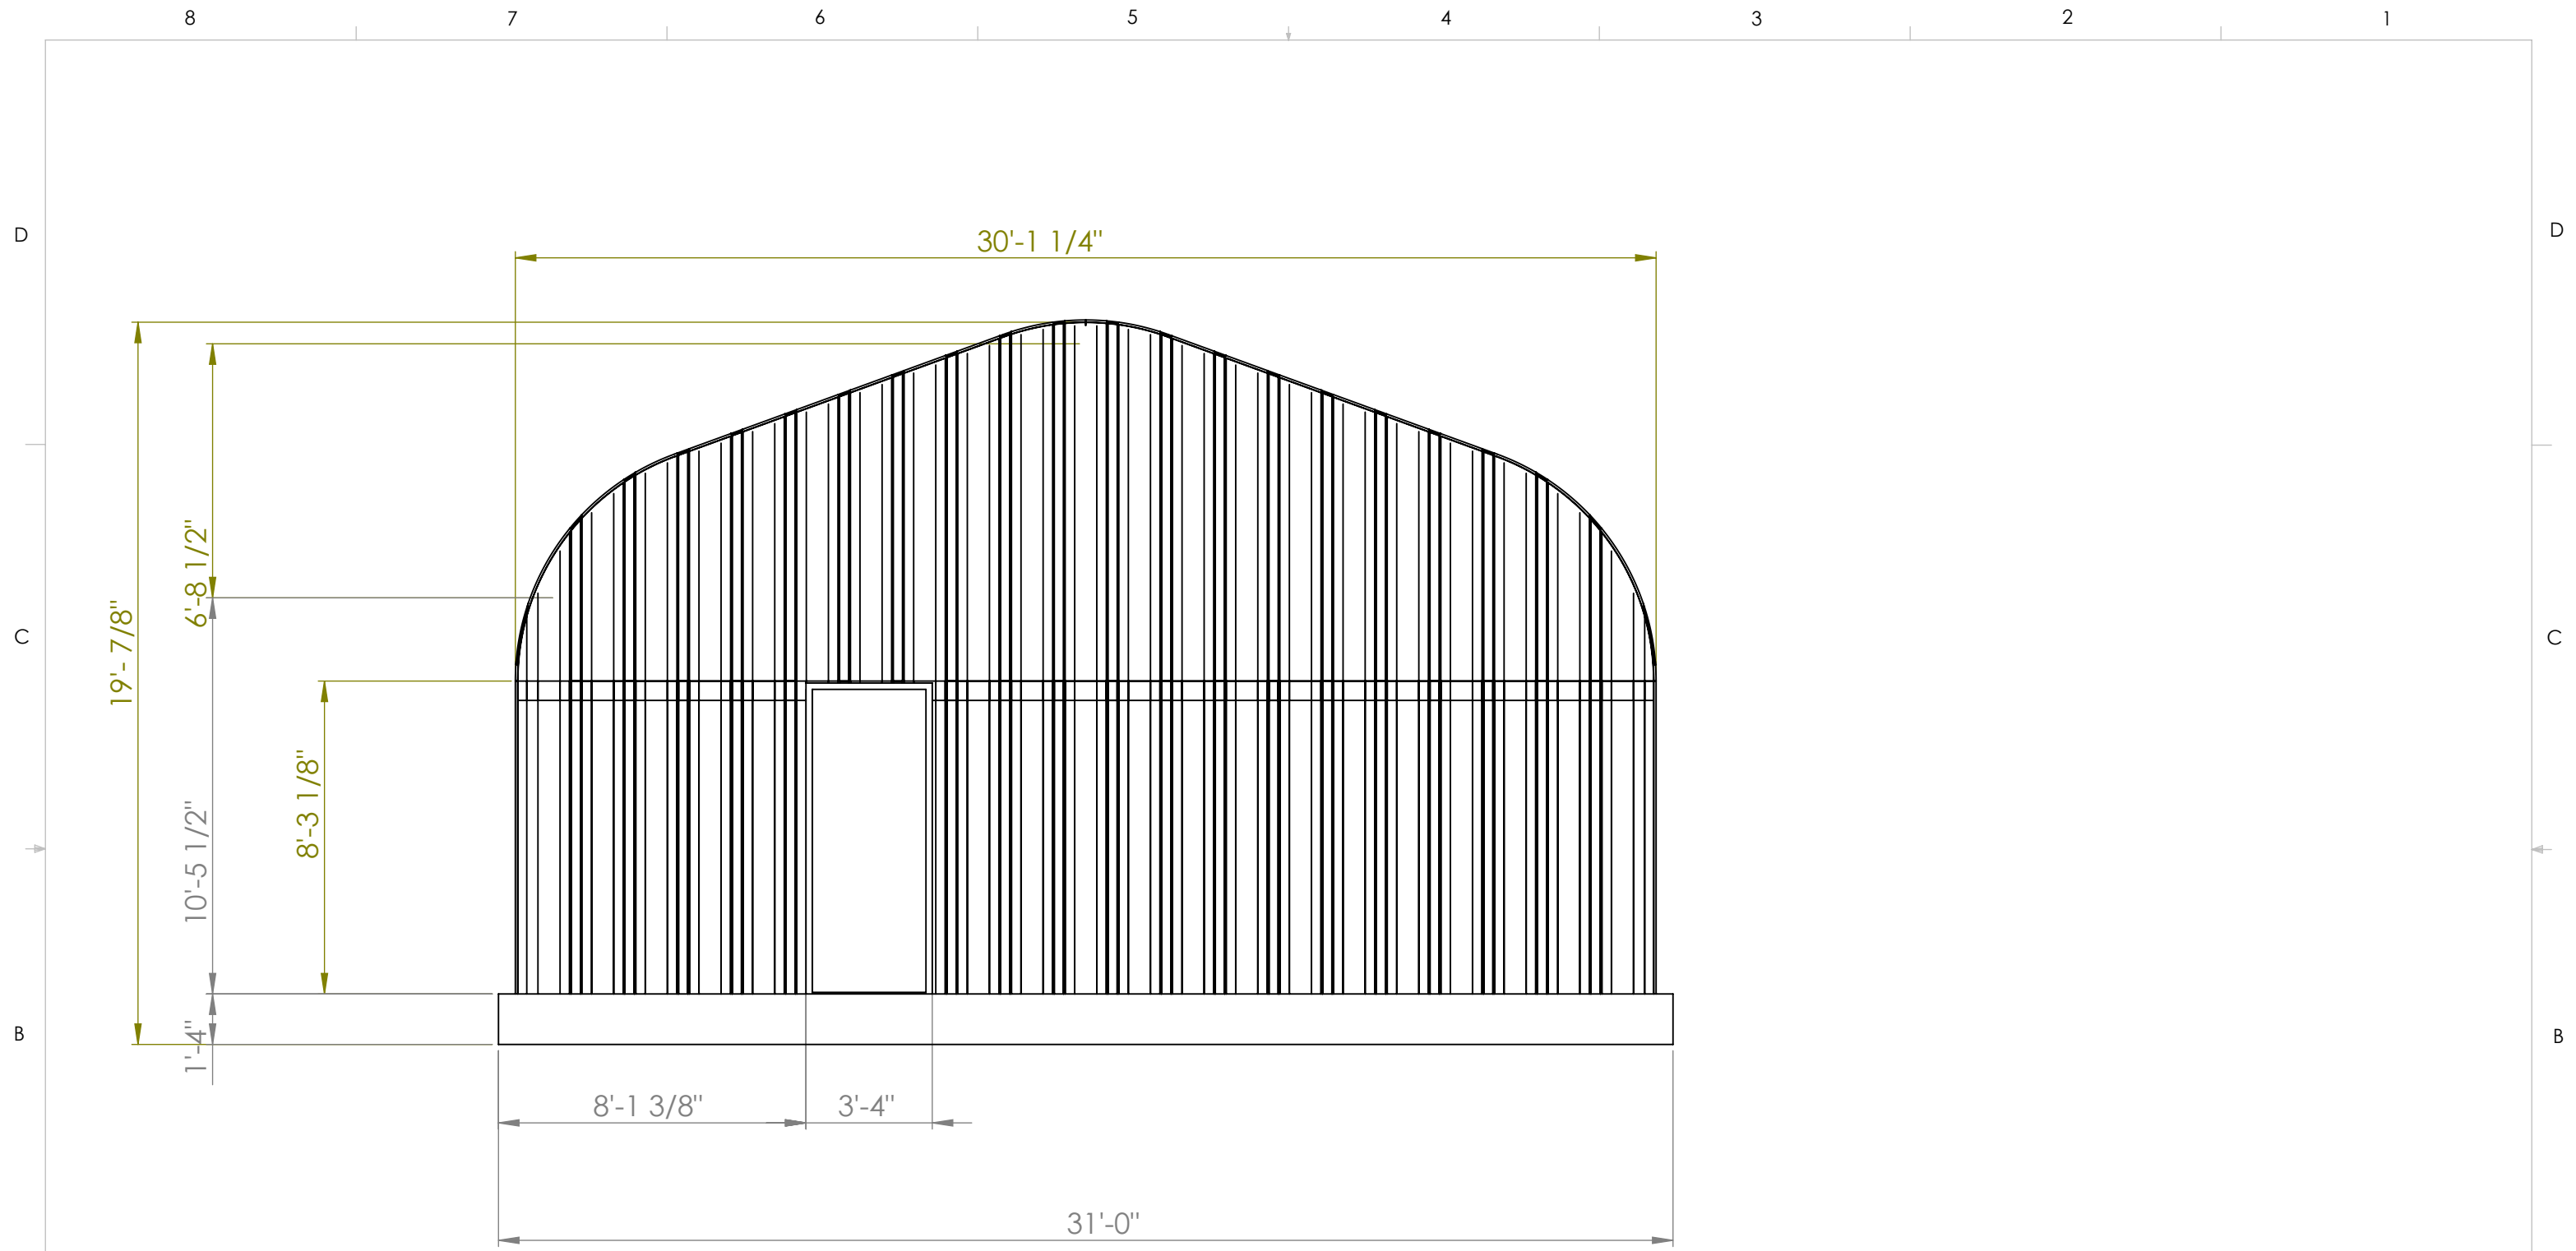 8 7 6 5 4 3 2 1
D D
30'-1 1/4"
6'-8 1/2"
19'- 7/8"
C C
8'-3 1/8"
10'-5 1/2"
1'-4"
B B
8'-1 3/8" 3'-4"
31'-0"